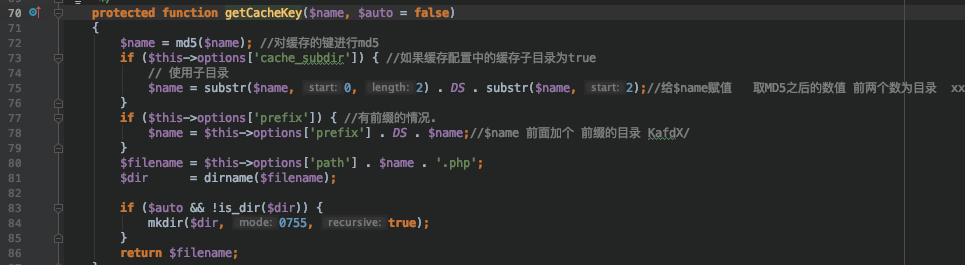 70 protected function getCacheKey($name, $auto = false)
71 {
72 $name = md5($name); //对缓存的键进行md5
73 if ($this->options['cache_subdir']) { //如果缓存配置中的缓存子目录为true
74 // 使用子目录
75 $name = substr($name, start: 0, length: 2) . DS . substr($name, start: 2);//给$name赋值 取MD5之后的数值 前两个数为目录 xx
76 }
77 if ($this->options['prefix']) { //有前缀的情况.
78 $name = $this->options['prefix'] . DS . $name;//$name 前面加个 前缀的目录 KafdX/
79 }
80 $filename = $this->options['path'] . $name . '.php';
81 $dir = dirname($filename);
82
83 if ($auto && !is_dir($dir)) {
84 mkdir($dir, mode: 0755, recursive: true);
85 }
86 return $filename;